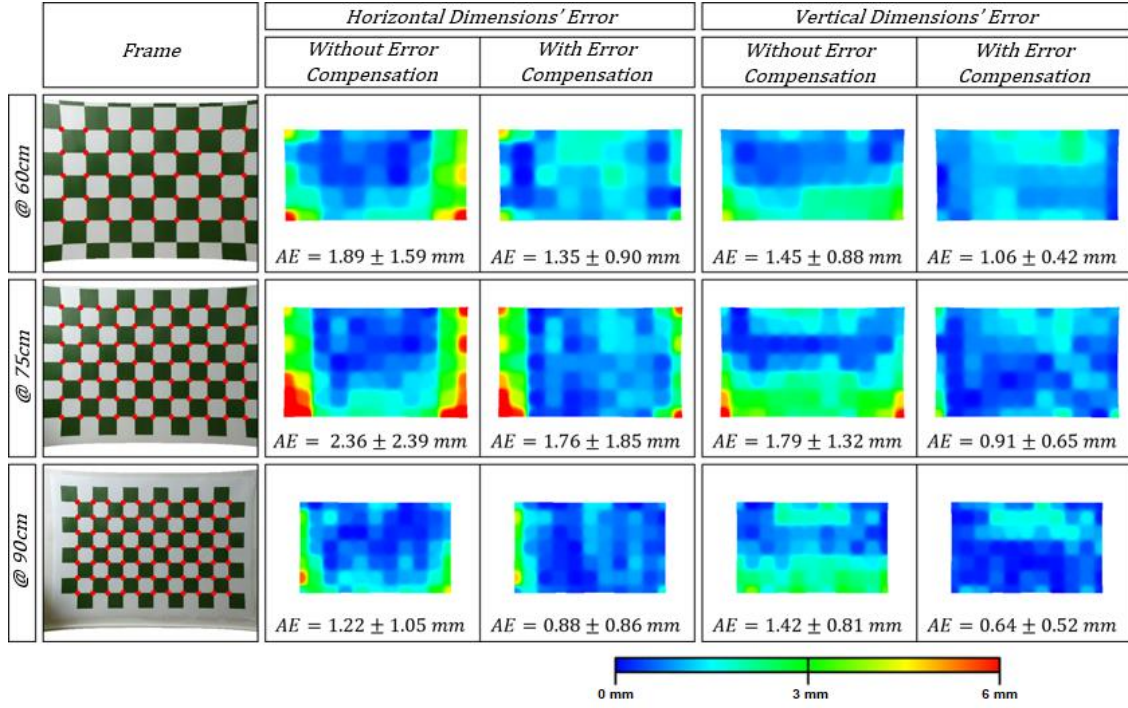 Frame
Horizontal Dimensions' Error
Vertical Dimensions' Error
Without Error
Compensation
With Error
Compensation
Without Error
Compensation
With Error
Compensation
@ 60cm
AE = 1.89 ± 1.59 mm
AE = 1.35 ± 0.90 mm
AE = 1.45 ± 0.88 mm
AE = 1.06 ± 0.42 mm
@ 75cm
AE = 2.36 ± 2.39 mm
AE = 1.76 ± 1.85 mm
AE = 1.79 ± 1.32 mm
AE = 0.91 ± 0.65 mm
@ 90cm
AE = 1.22 ± 1.05 mm
AE = 0.88 ± 0.86 mm
AE = 1.42 ± 0.81 mm
AE = 0.64 ± 0.52 mm
0 mm
3 mm
6 mm